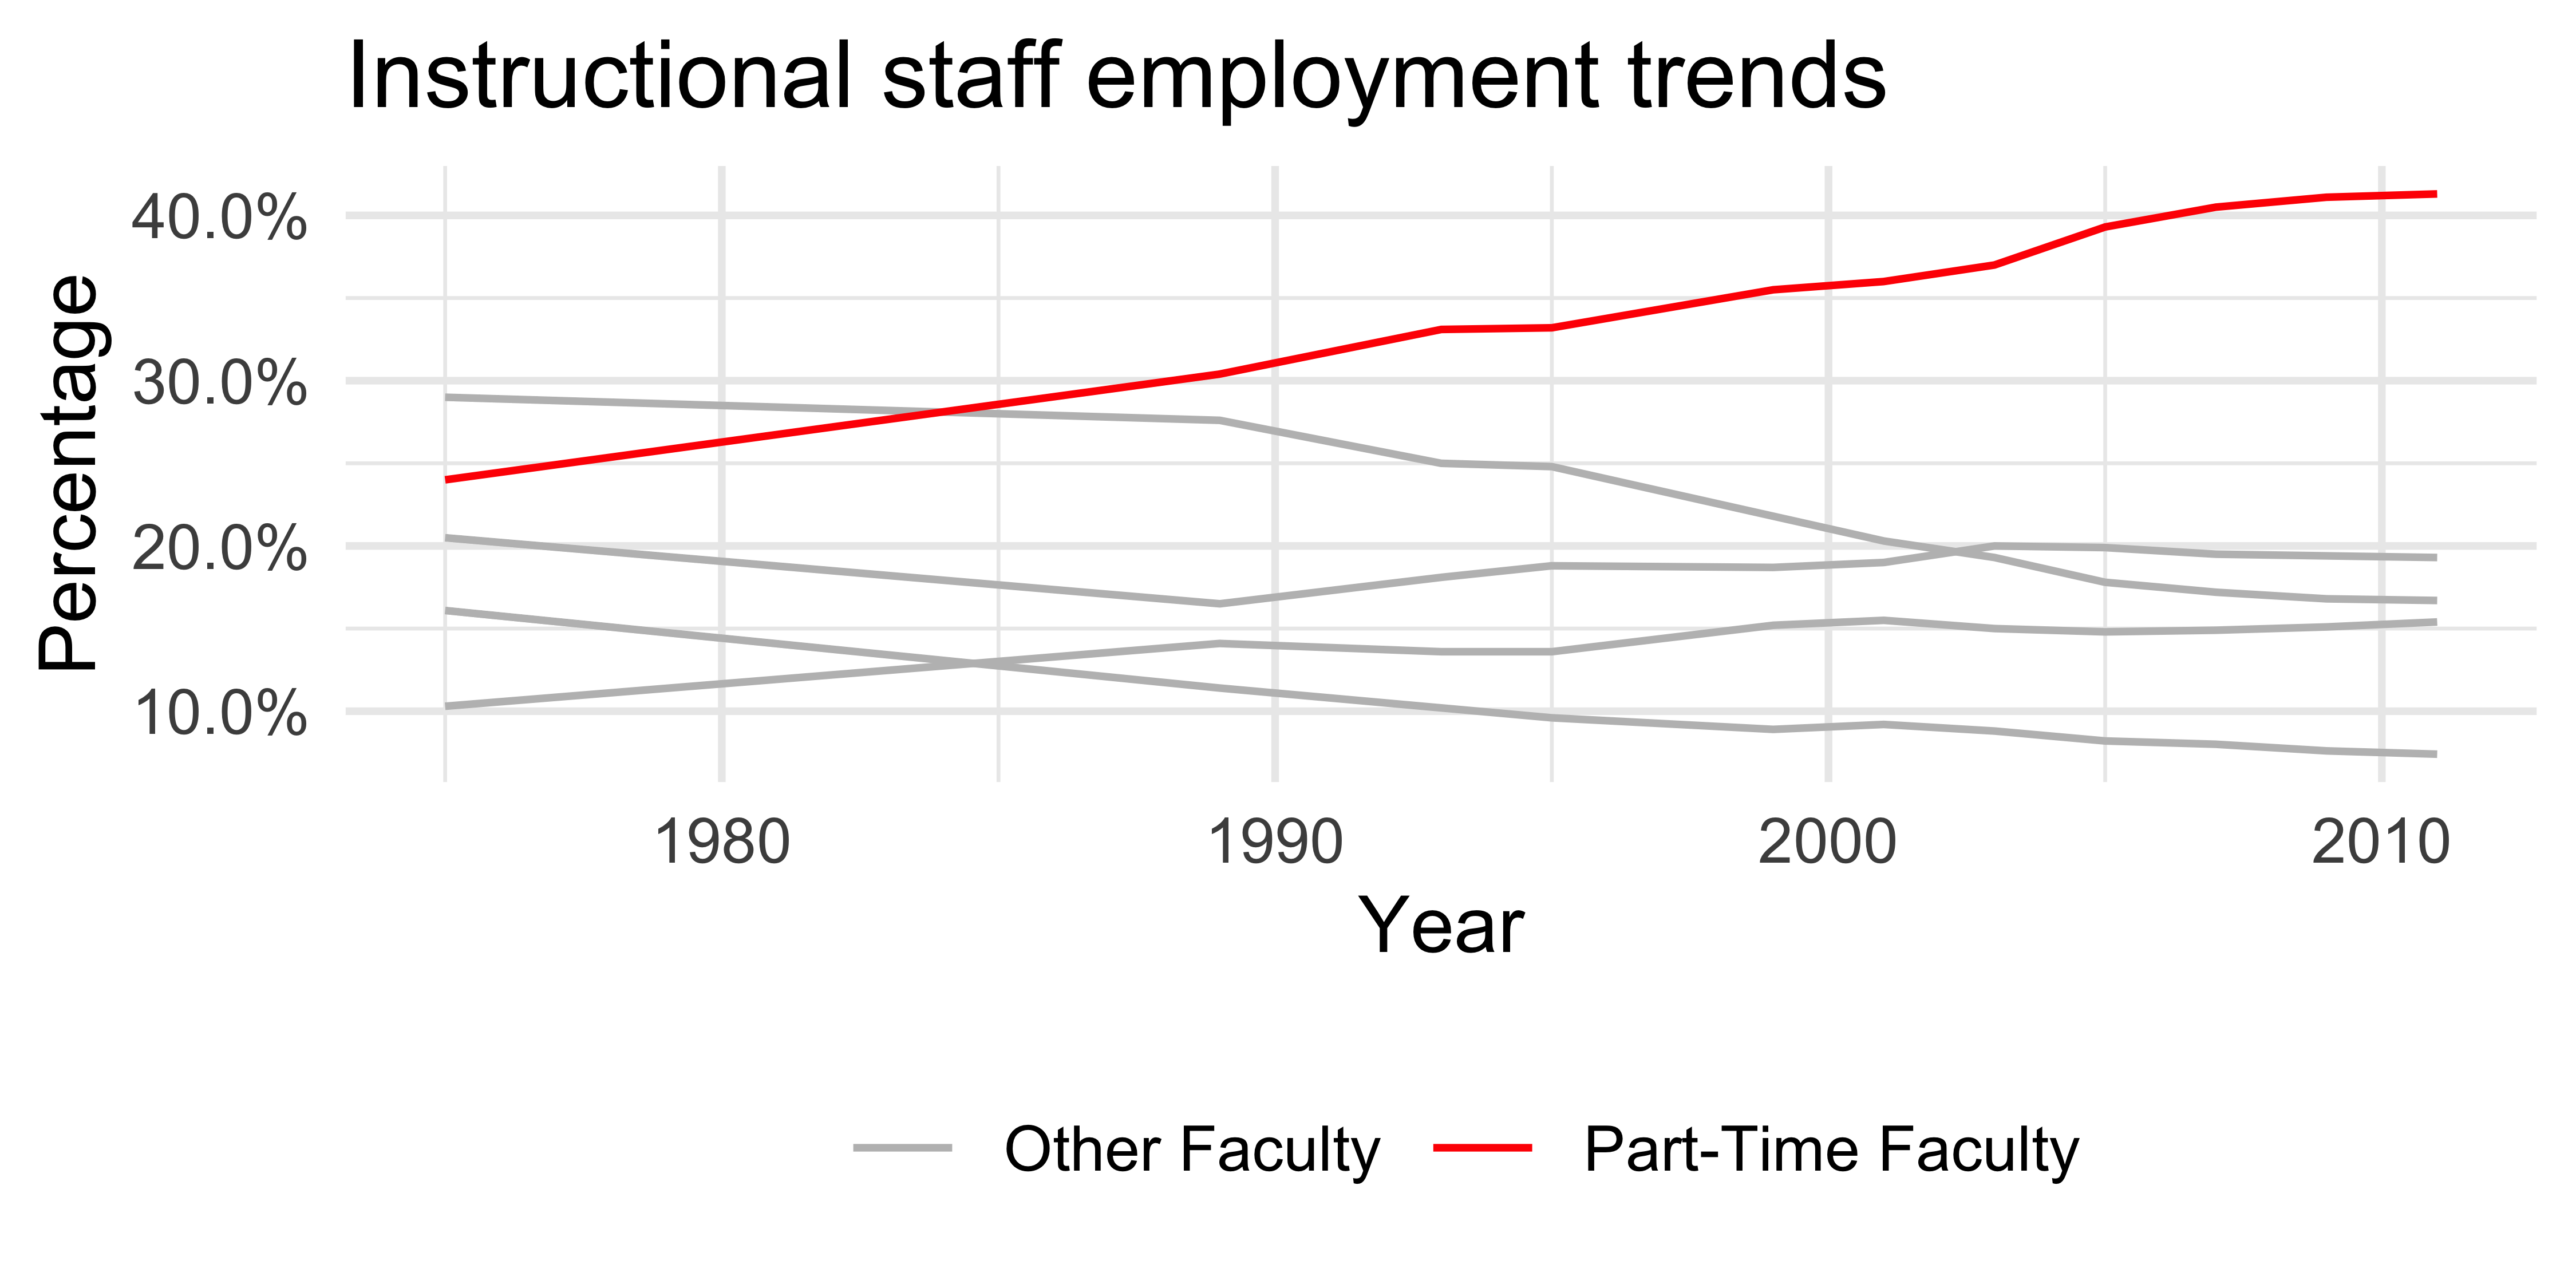 Instructional staff employment trends
40.0%
30.0%
20.0%
10.0%
Percentage
1980 1990 2000 2010
Year
Other Faculty Part-Time Faculty